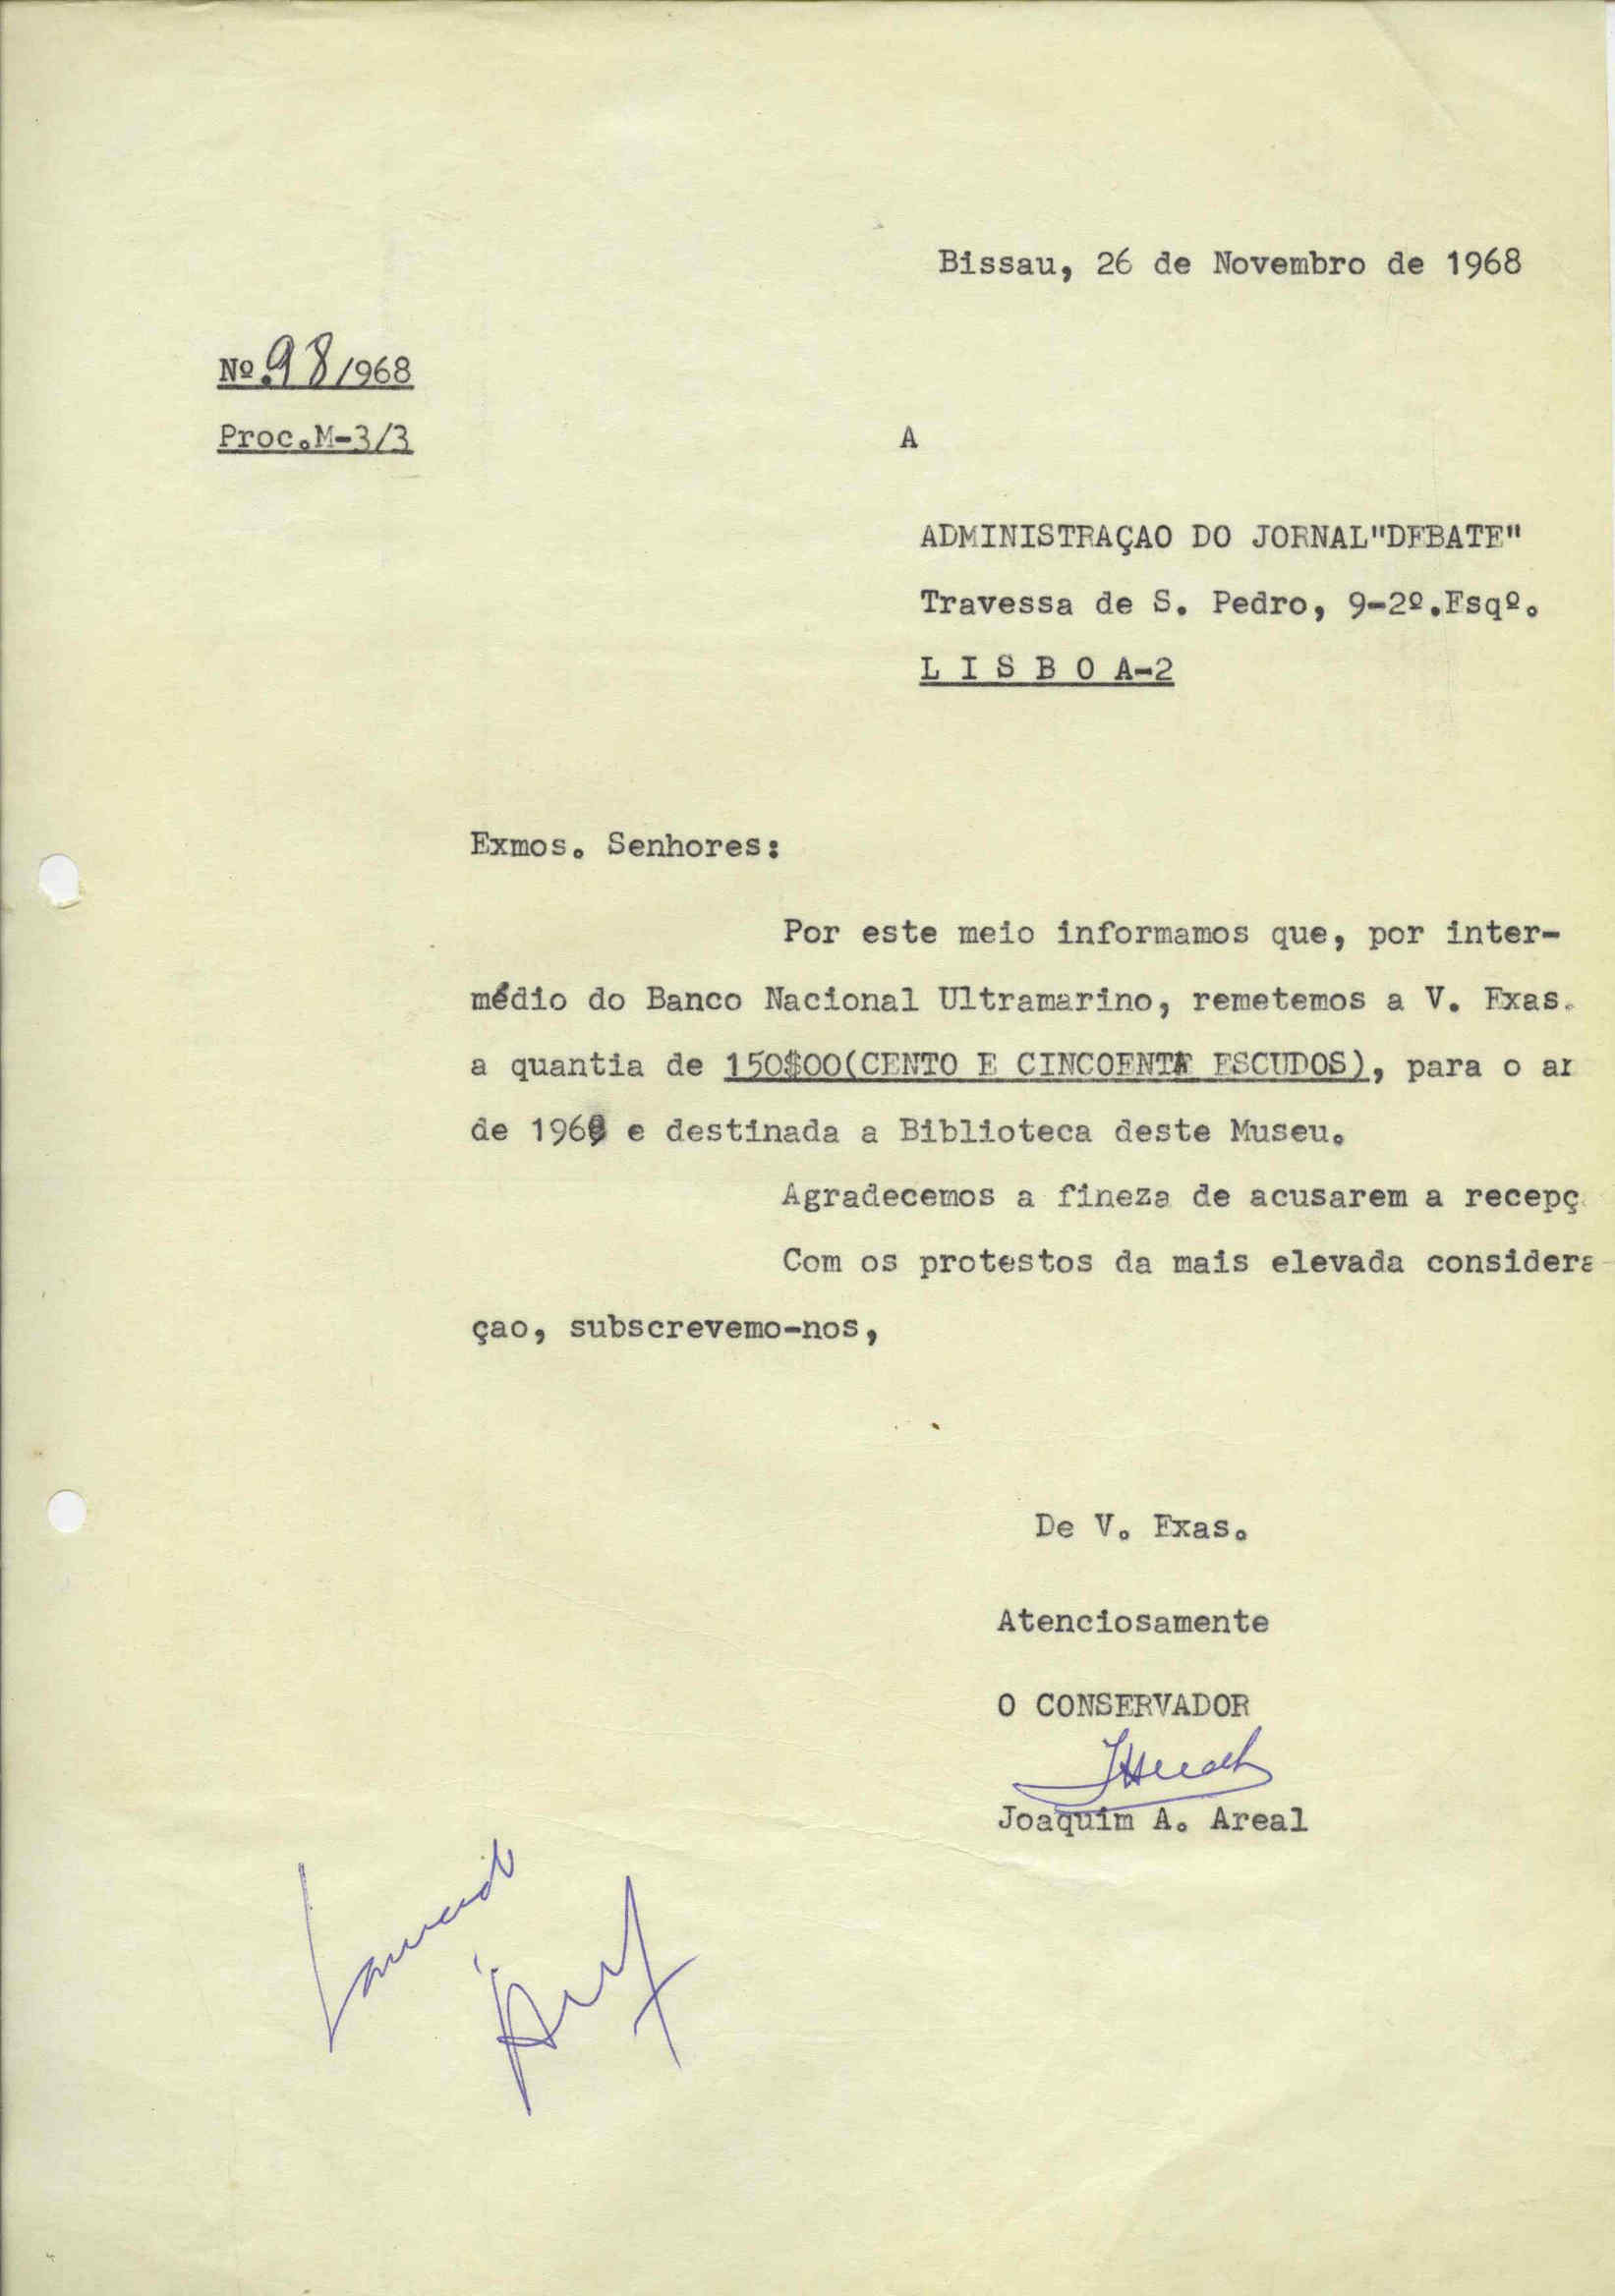 Bissau, 26 de Novembro de 1968
Nº.98/968
Proc.M-3/3
A
ADMINISTRAÇAO DO JORNAL"DEBATE"
Travessa de S. Pedro, 9-2º.Esqº.
L I S B O A-2
Exmos. Senhores:
Por este meio informamos que, por inter-
médio do Banco Nacional Ultramarino, remetemos a V. Exas.
a quantia de 150$00(CENTO E CINCOENTA ESCUDOS), para o an
de 1969 e destinada a Biblioteca deste Museu.
Agradecemos a fineza de acusarem a recepç
Com os protestos da mais elevada considera
çao, subscrevemo-nos,
De V. Exas.
Atenciosamente
O CONSERVADOR
Joaquim A. Areal